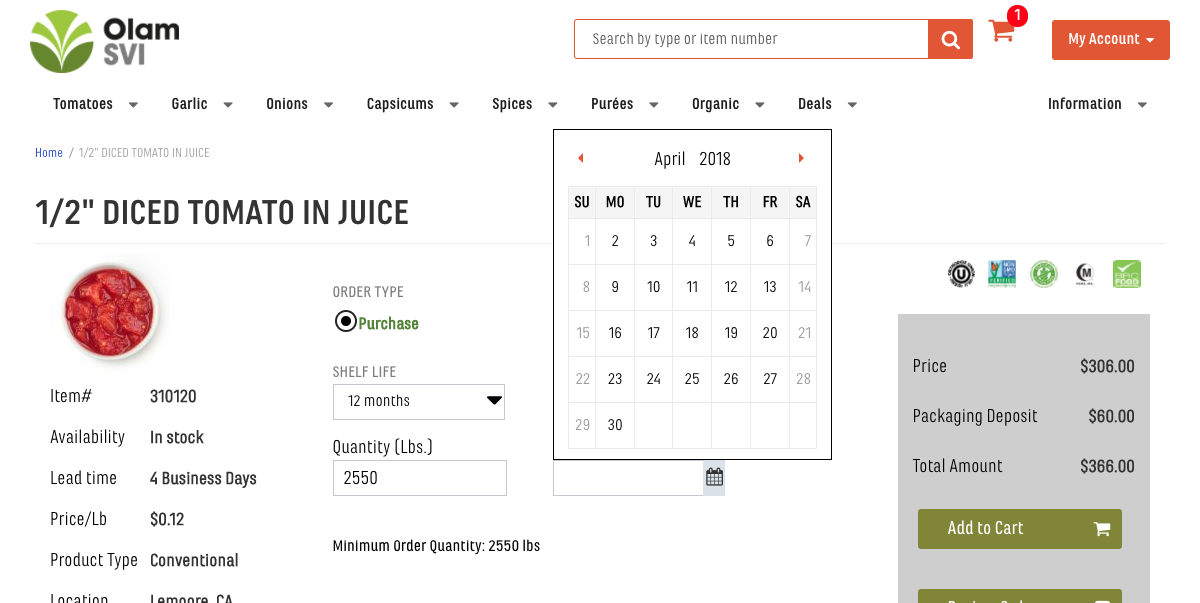 Olam
SVI
Search by type or item number
1
My Account
Tomatoes Garlic Onions Capsicums Spices Purées Organic Deals Information
Home / 1/2" DICED TOMATO IN JUICE
1/2" DICED TOMATO IN JUICE
Item# 310120
Availability In stock
Lead time 4 Business Days
Price/Lb $0.12
Product Type Conventional
Location Lemoore, CA
ORDER TYPE
Purchase
SHELF LIFE
12 months
Quantity (Lbs.)
2550
Minimum Order Quantity: 2550 lbs
April 2018
SU MO TU WE TH FR SA
1 2 3 4 5 6 7
8 9 10 11 12 13 14
15 16 17 18 19 20 21
22 23 24 25 26 27 28
29 30
Price $306.00
Packaging Deposit $60.00
Total Amount $366.00
Add to Cart